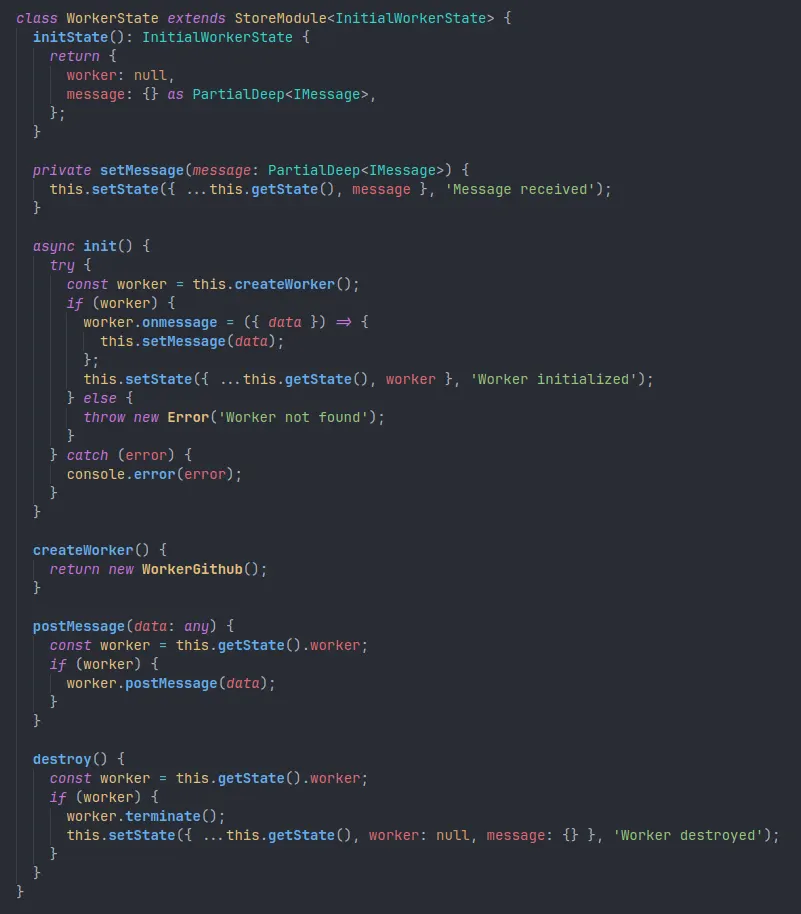 class WorkerState extends StoreModule<InitialWorkerState> {
  initState(): InitialWorkerState {
    return {
      worker: null,
      message: {} as PartialDeep<IMessage>,
    };
  }

  private setMessage(message: PartialDeep<IMessage>) {
    this.setState({ ...this.getState(), message }, 'Message received');
  }

  async init() {
    try {
      const worker = this.createWorker();
      if (worker) {
        worker.onmessage = ({ data }) => {
          this.setMessage(data);
        };
        this.setState({ ...this.getState(), worker }, 'Worker initialized');
      } else {
        throw new Error('Worker not found');
      }
    } catch (error) {
      console.error(error);
    }
  }

  createWorker() {
    return new WorkerGithub();
  }

  postMessage(data: any) {
    const worker = this.getState().worker;
    if (worker) {
      worker.postMessage(data);
    }
  }

  destroy() {
    const worker = this.getState().worker;
    if (worker) {
      worker.terminate();
      this.setState({ ...this.getState(), worker: null, message: {} }, 'Worker destroyed');
    }
  }
}